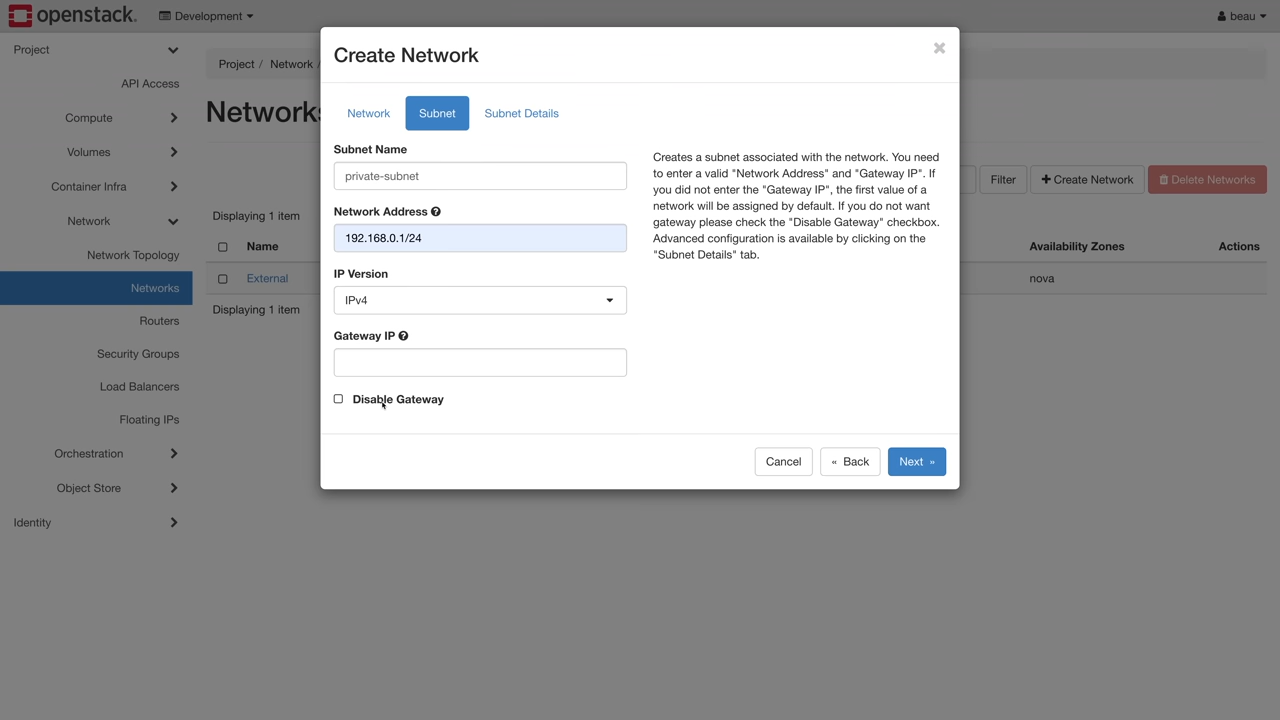 openstack. Development beau
Project
API Access
Compute
Volumes
Container Infra
Network
Network Topology
Networks
Routers
Security Groups
Load Balancers
Floating IPs
Orchestration
Object Store
Identity
Project / Network /
Networks
Filter + Create Network Delete Networks
Displaying 1 item
Name Availability Zones Actions
External nova
Displaying 1 item
Create Network
Network Subnet Subnet Details
Subnet Name
private-subnet
Network Address
192.168.0.1/24
IP Version
IPv4
Gateway IP
Disable Gateway
Creates a subnet associated with the network. You need
to enter a valid "Network Address" and "Gateway IP". If
you did not enter the "Gateway IP", the first value of a
network will be assigned by default. If you do not want
gateway please check the "Disable Gateway" checkbox.
Advanced configuration is available by clicking on the
"Subnet Details" tab.
Cancel « Back Next »